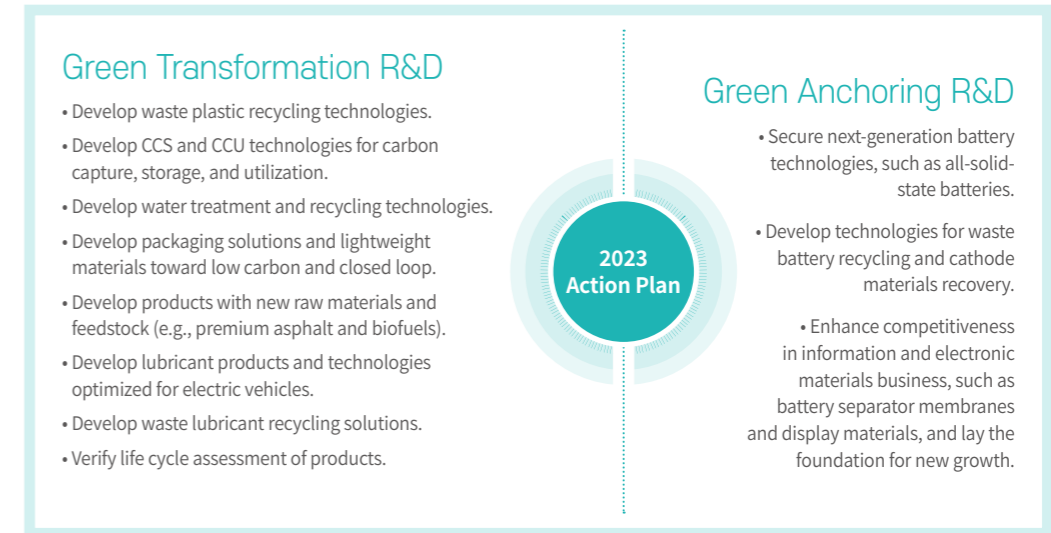 Green Transformation R&D
• Develop waste plastic recycling technologies.
• Develop CCS and CCU technologies for carbon
capture, storage, and utilization.
• Develop water treatment and recycling technologies.
• Develop packaging solutions and lightweight
materials toward low carbon and closed loop.
• Develop products with new raw materials and
feedstock (e.g., premium asphalt and biofuels).
• Develop lubricant products and technologies
optimized for electric vehicles.
• Develop waste lubricant recycling solutions.
• Verify life cycle assessment of products.
2023
Action Plan
Green Anchoring R&D
• Secure next-generation battery
technologies, such as all-solid-
state batteries.
• Develop technologies for waste
battery recycling and cathode
materials recovery.
• Enhance competitiveness
in information and electronic
materials business, such as
battery separator membranes
and display materials, and lay the
foundation for new growth.